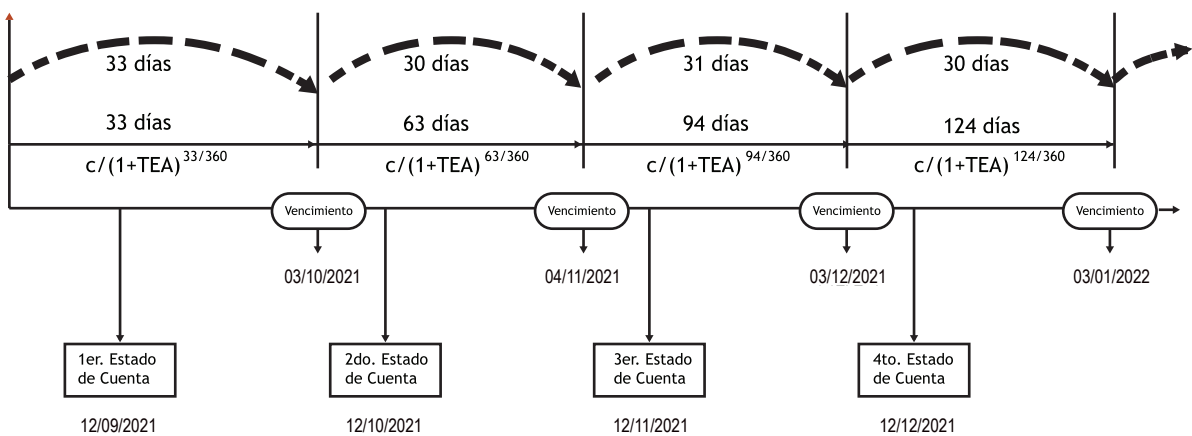 33 días
30 días
31 días
30 días
33 días
63 días
94 días
124 días
c/(1+TEA)^33/360
c/(1+TEA)^63/360
c/(1+TEA)^94/360
c/(1+TEA)^124/360
Vencimiento
Vencimiento
Vencimiento
Vencimiento
03/10/2021
04/11/2021
03/12/2021
03/01/2022
1er. Estado
de Cuenta
2do. Estado
de Cuenta
3er. Estado
de Cuenta
4to. Estado
de Cuenta
12/09/2021
12/10/2021
12/11/2021
12/12/2021